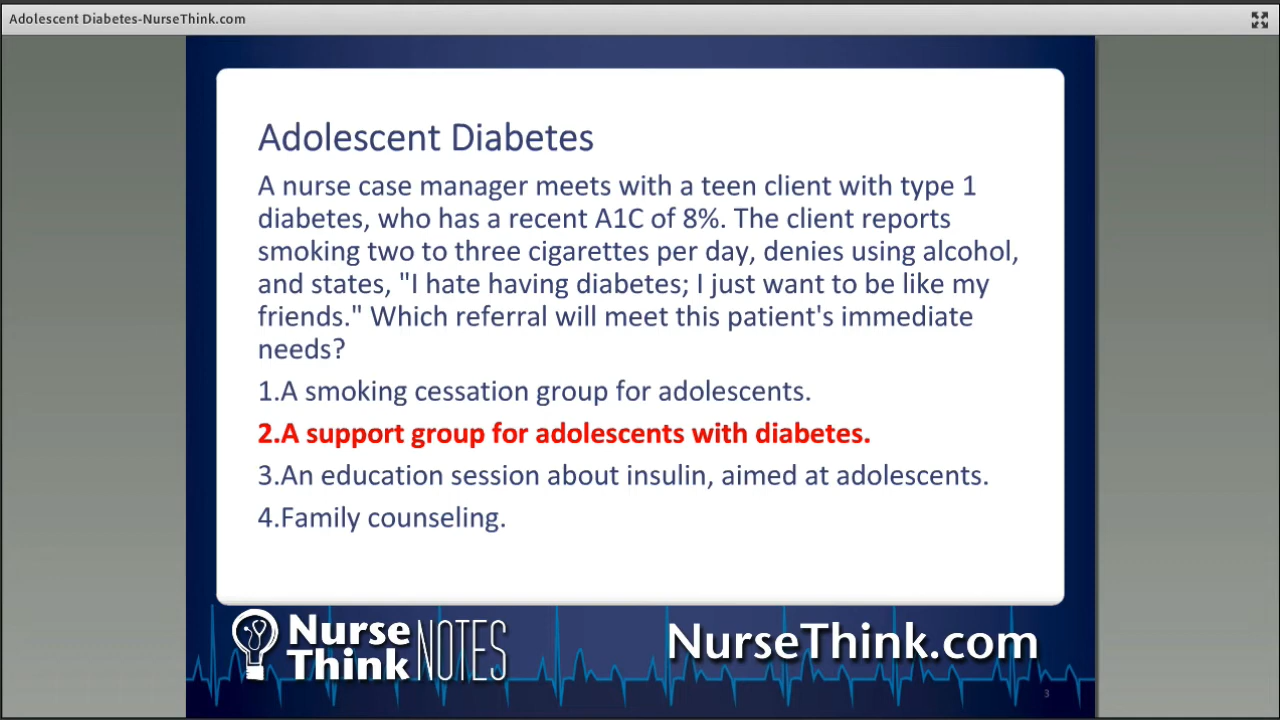 Adolescent Diabetes-NurseThink.com
Adolescent Diabetes
A nurse case manager meets with a teen client with type 1
diabetes, who has a recent A1C of 8%. The client reports
smoking two to three cigarettes per day, denies using alcohol,
and states, "I hate having diabetes; I just want to be like my
friends." Which referral will meet this patient's immediate
needs?
1.A smoking cessation group for adolescents.
2.A support group for adolescents with diabetes.
3.An education session about insulin, aimed at adolescents.
4.Family counseling.
Nurse
Think NOTES
NurseThink.com
3